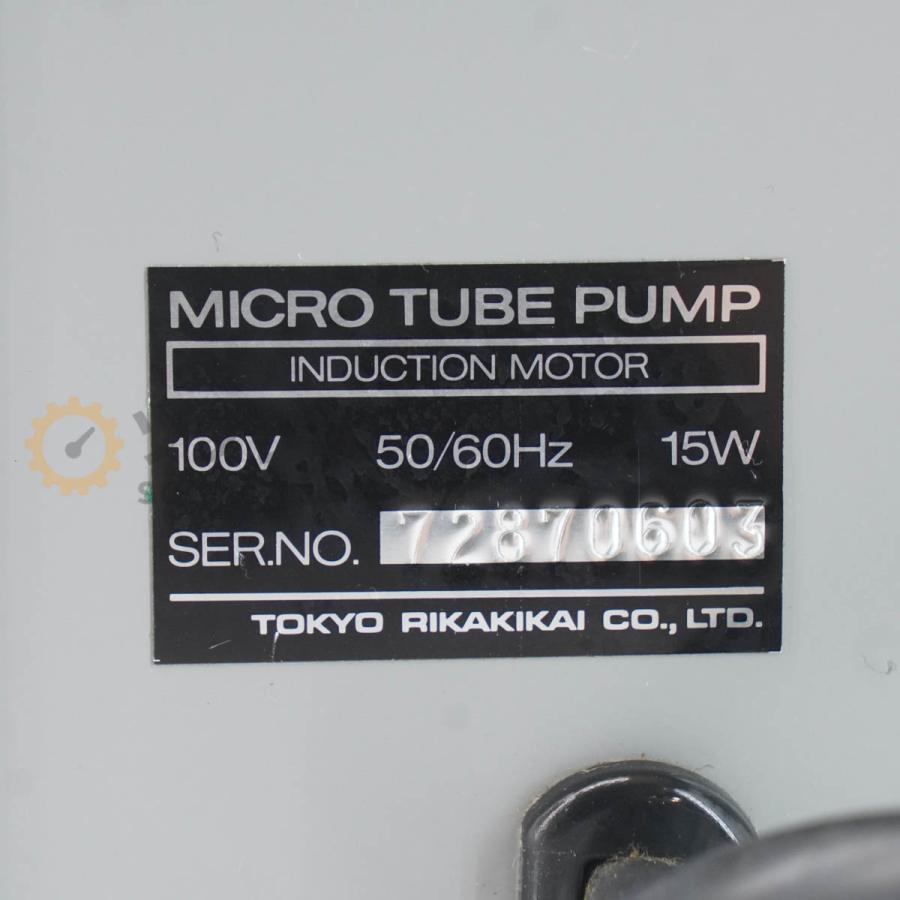 MICRO TUBE PUMP
INDUCTION MOTOR
100V 50/60Hz 15W
SER.NO. 72870603
TOKYO RIKAKIKAI CO., LTD.